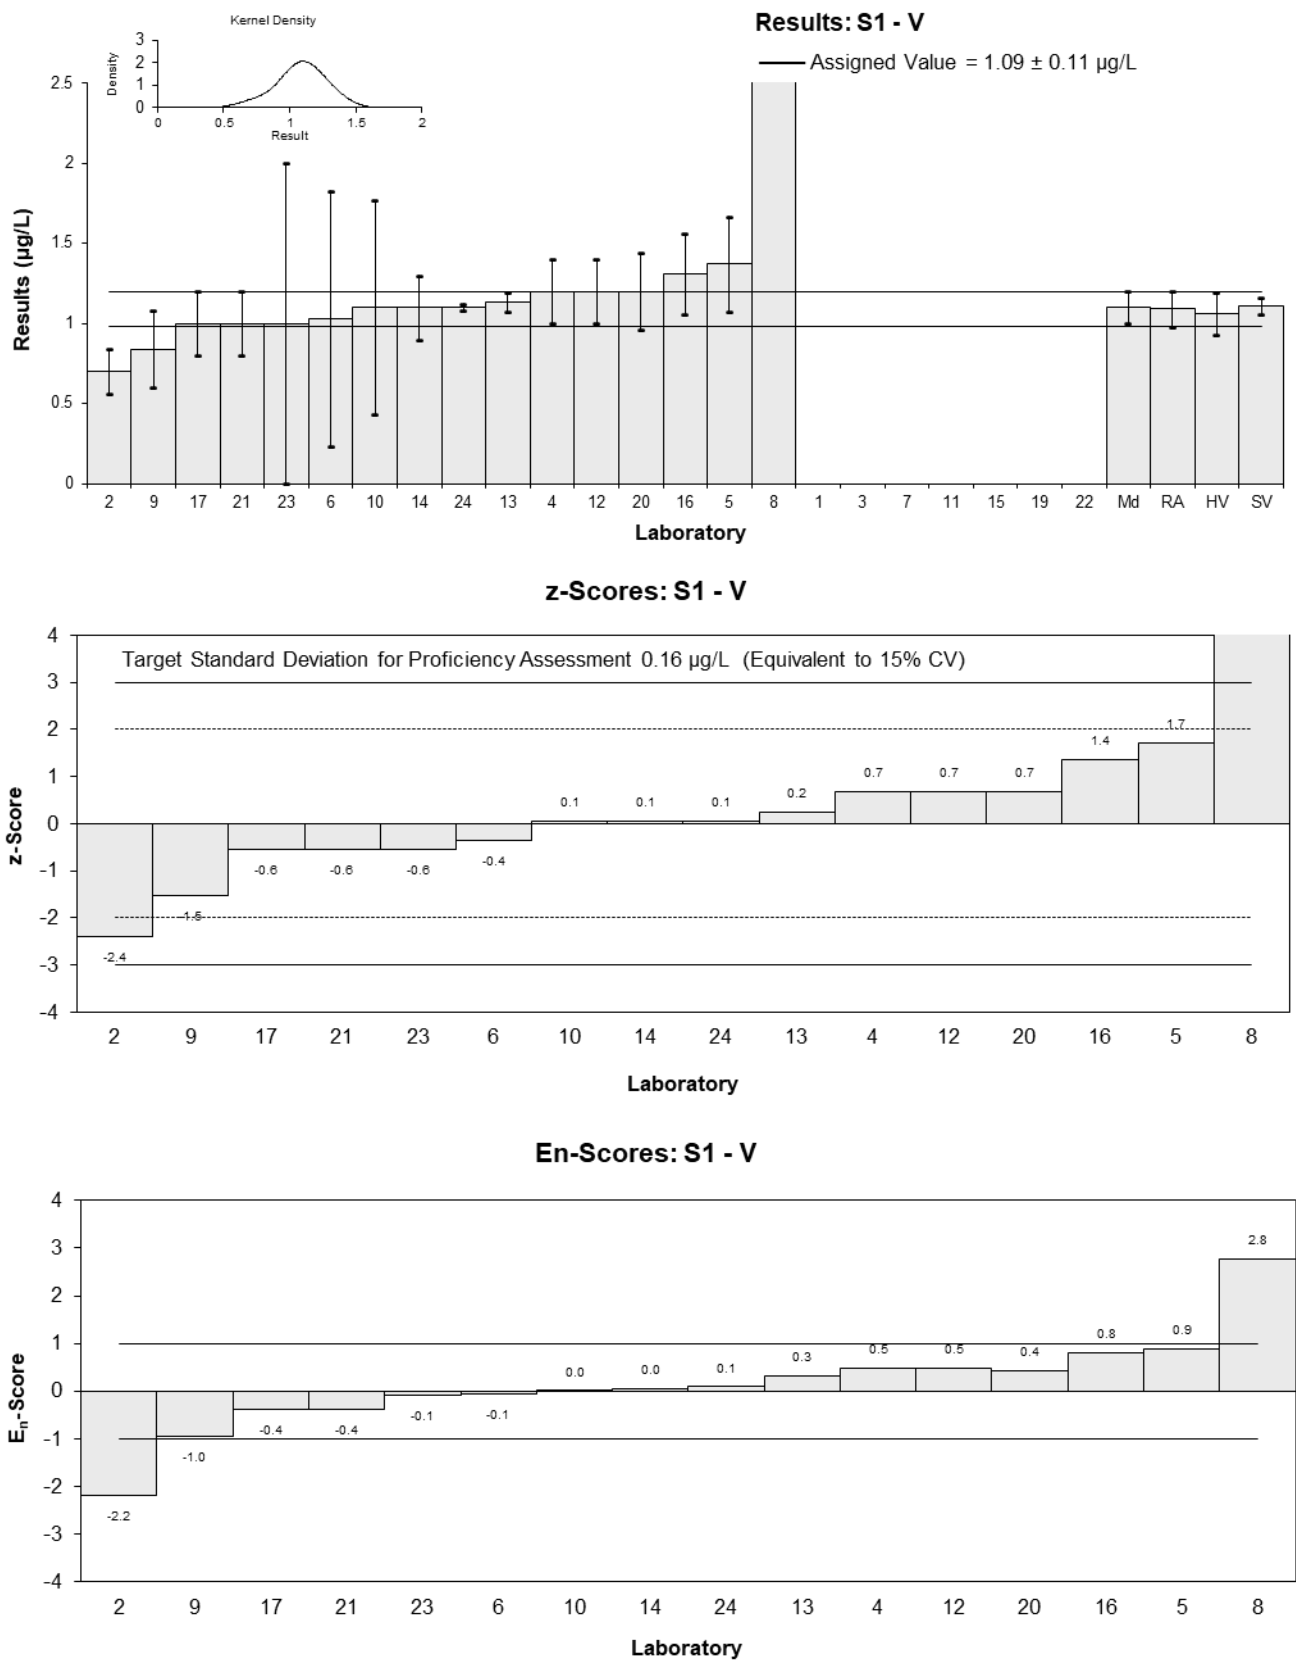 Kernel Density
Results: S1 - V
Assigned Value = 1.09 ± 0.11 µg/L
Density
3
2
1
0
0 0.5 1 1.5 2
Result
Results (µg/L)
2.5
2
1.5
1
0.5
0
2 9 17 21 23 6 10 14 24 13 4 12 20 16 5 8 1 3 7 11 15 19 22 Md RA HV SV
Laboratory
z-Scores: S1 - V
Target Standard Deviation for Proficiency Assessment 0.16 µg/L (Equivalent to 15% CV)
z-Score
4
3
2
1
0
-1
-2
-3
-4
-2.4 -1.5 -0.6 -0.6 -0.6 -0.4 0.1 0.1 0.1 0.2 0.7 0.7 0.7 1.4 1.7
2 9 17 21 23 6 10 14 24 13 4 12 20 16 5 8
Laboratory
En-Scores: S1 - V
En-Score
4
3
2
1
0
-1
-2
-3
-4
-2.2 -1.0 -0.4 -0.4 -0.1 -0.1 0.0 0.0 0.1 0.3 0.5 0.5 0.4 0.8 0.9 2.8
2 9 17 21 23 6 10 14 24 13 4 12 20 16 5 8
Laboratory